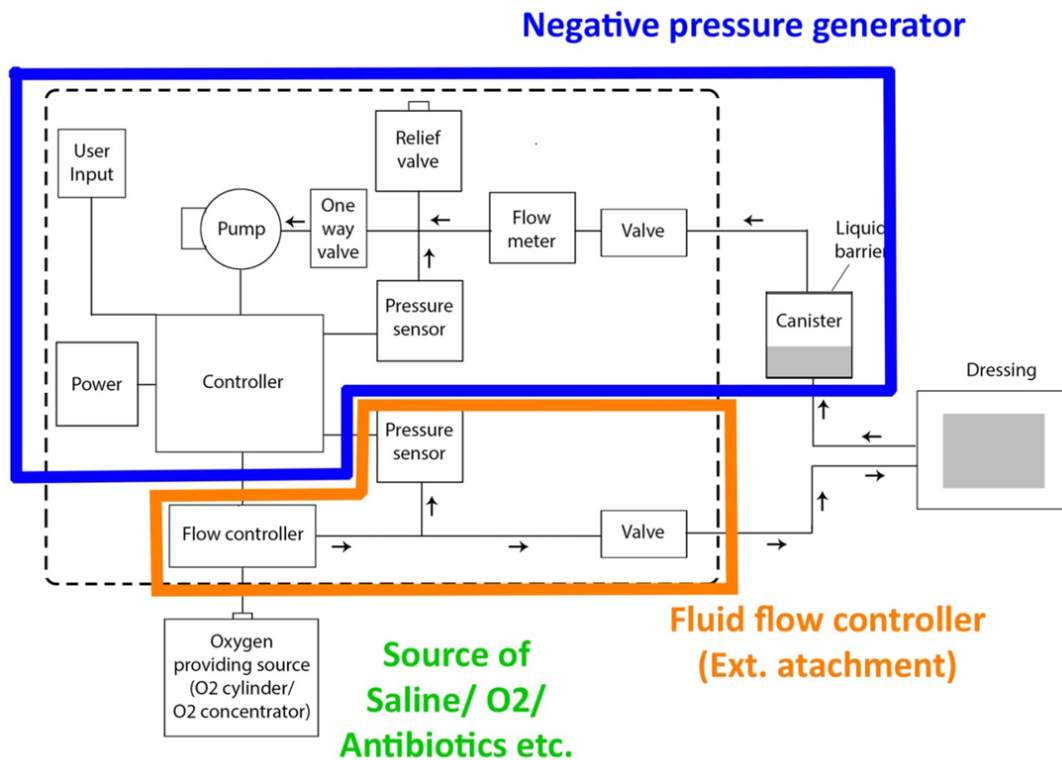 Negative pressure generator
User
Input
Relief
valve
Pump
One
way
valve
Flow
meter
Valve
Liquid
barrier
Canister
Pressure
sensor
Power
Controller
Dressing
Pressure
sensor
Flow controller
Valve
Oxygen
providing source
(O2 cylinder/
O2 concentrator)
Source of
Saline/ O2/
Antibiotics etc.
Fluid flow controller
(Ext. atachment)